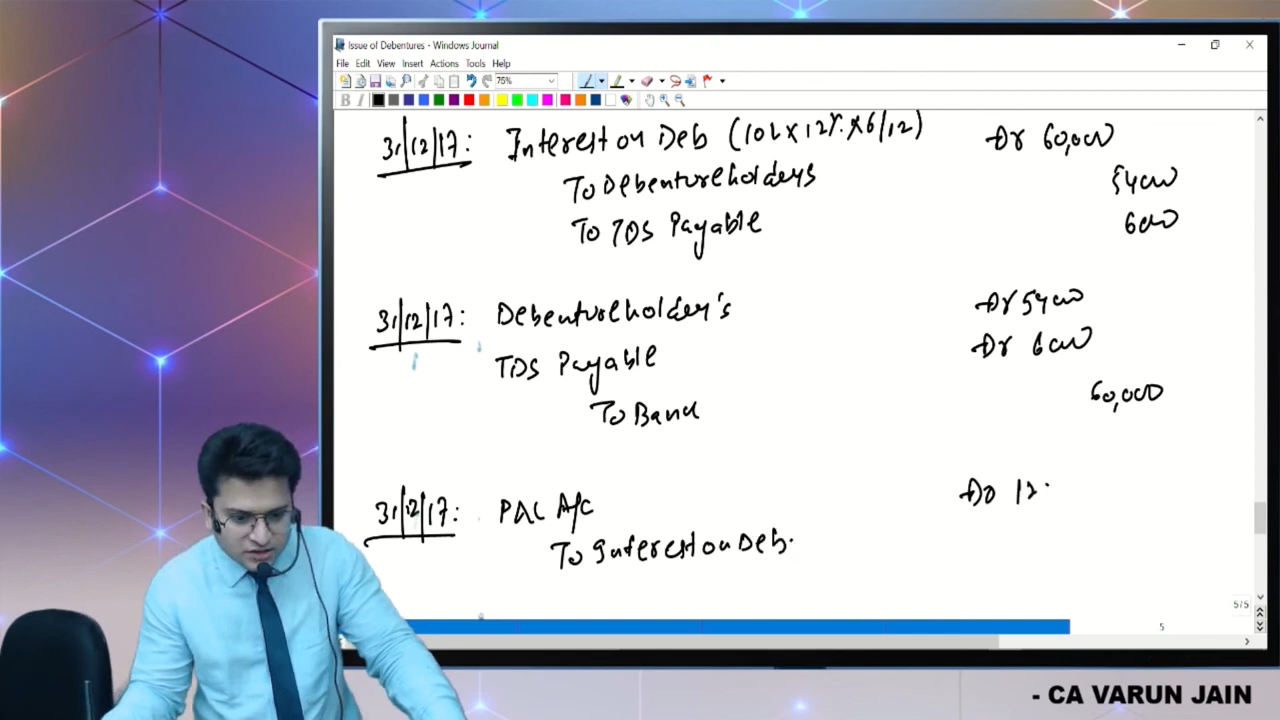 Issue of Debentures - Windows Journal
File Edit View Insert Actions Tools Help
75%
31/12/17: Interest on Deb (10L×12%×6/12) Dr 60,000
To Debentureholders 54000
To TDS Payable 6000
31/12/17: Debentureholder's Dr 54000
TDS Payable Dr 6000
To Bank 60,000
31/12/17: P&L A/c Dr 12
To Interest on Deb.
5/5
5
- CA VARUN JAIN